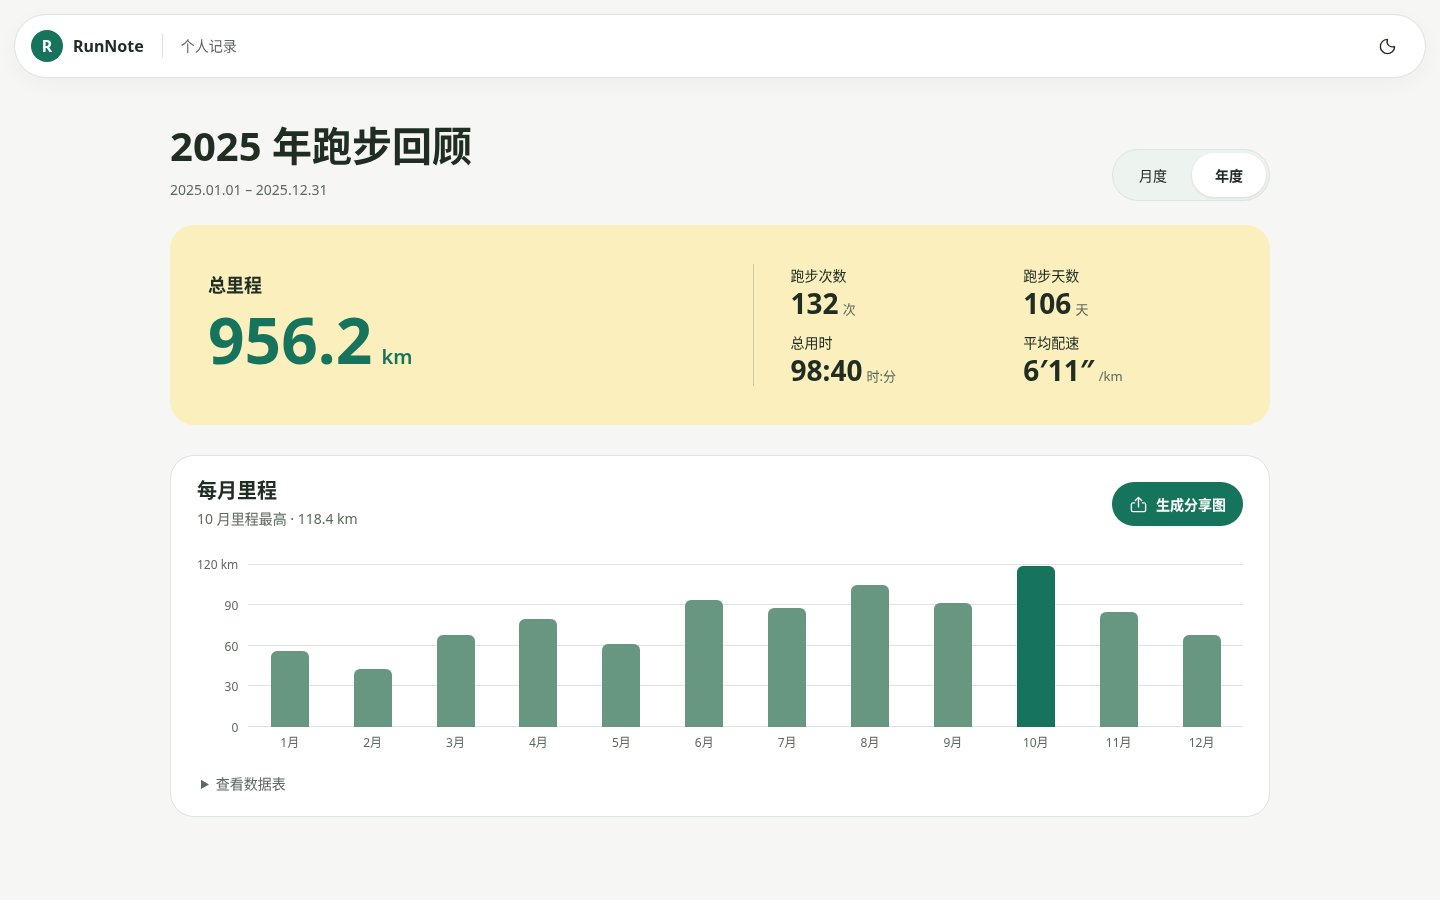 R RunNote 个人记录
2025 年跑步回顾
2025.01.01 – 2025.12.31
月度 年度
总里程
956.2 km
跑步次数
132 次
跑步天数
106 天
总用时
98:40 时:分
平均配速
6′11″ /km
每月里程
10 月里程最高 · 118.4 km
生成分享图
120 km
90
60
30
0
1月 2月 3月 4月 5月 6月 7月 8月 9月 10月 11月 12月
查看数据表